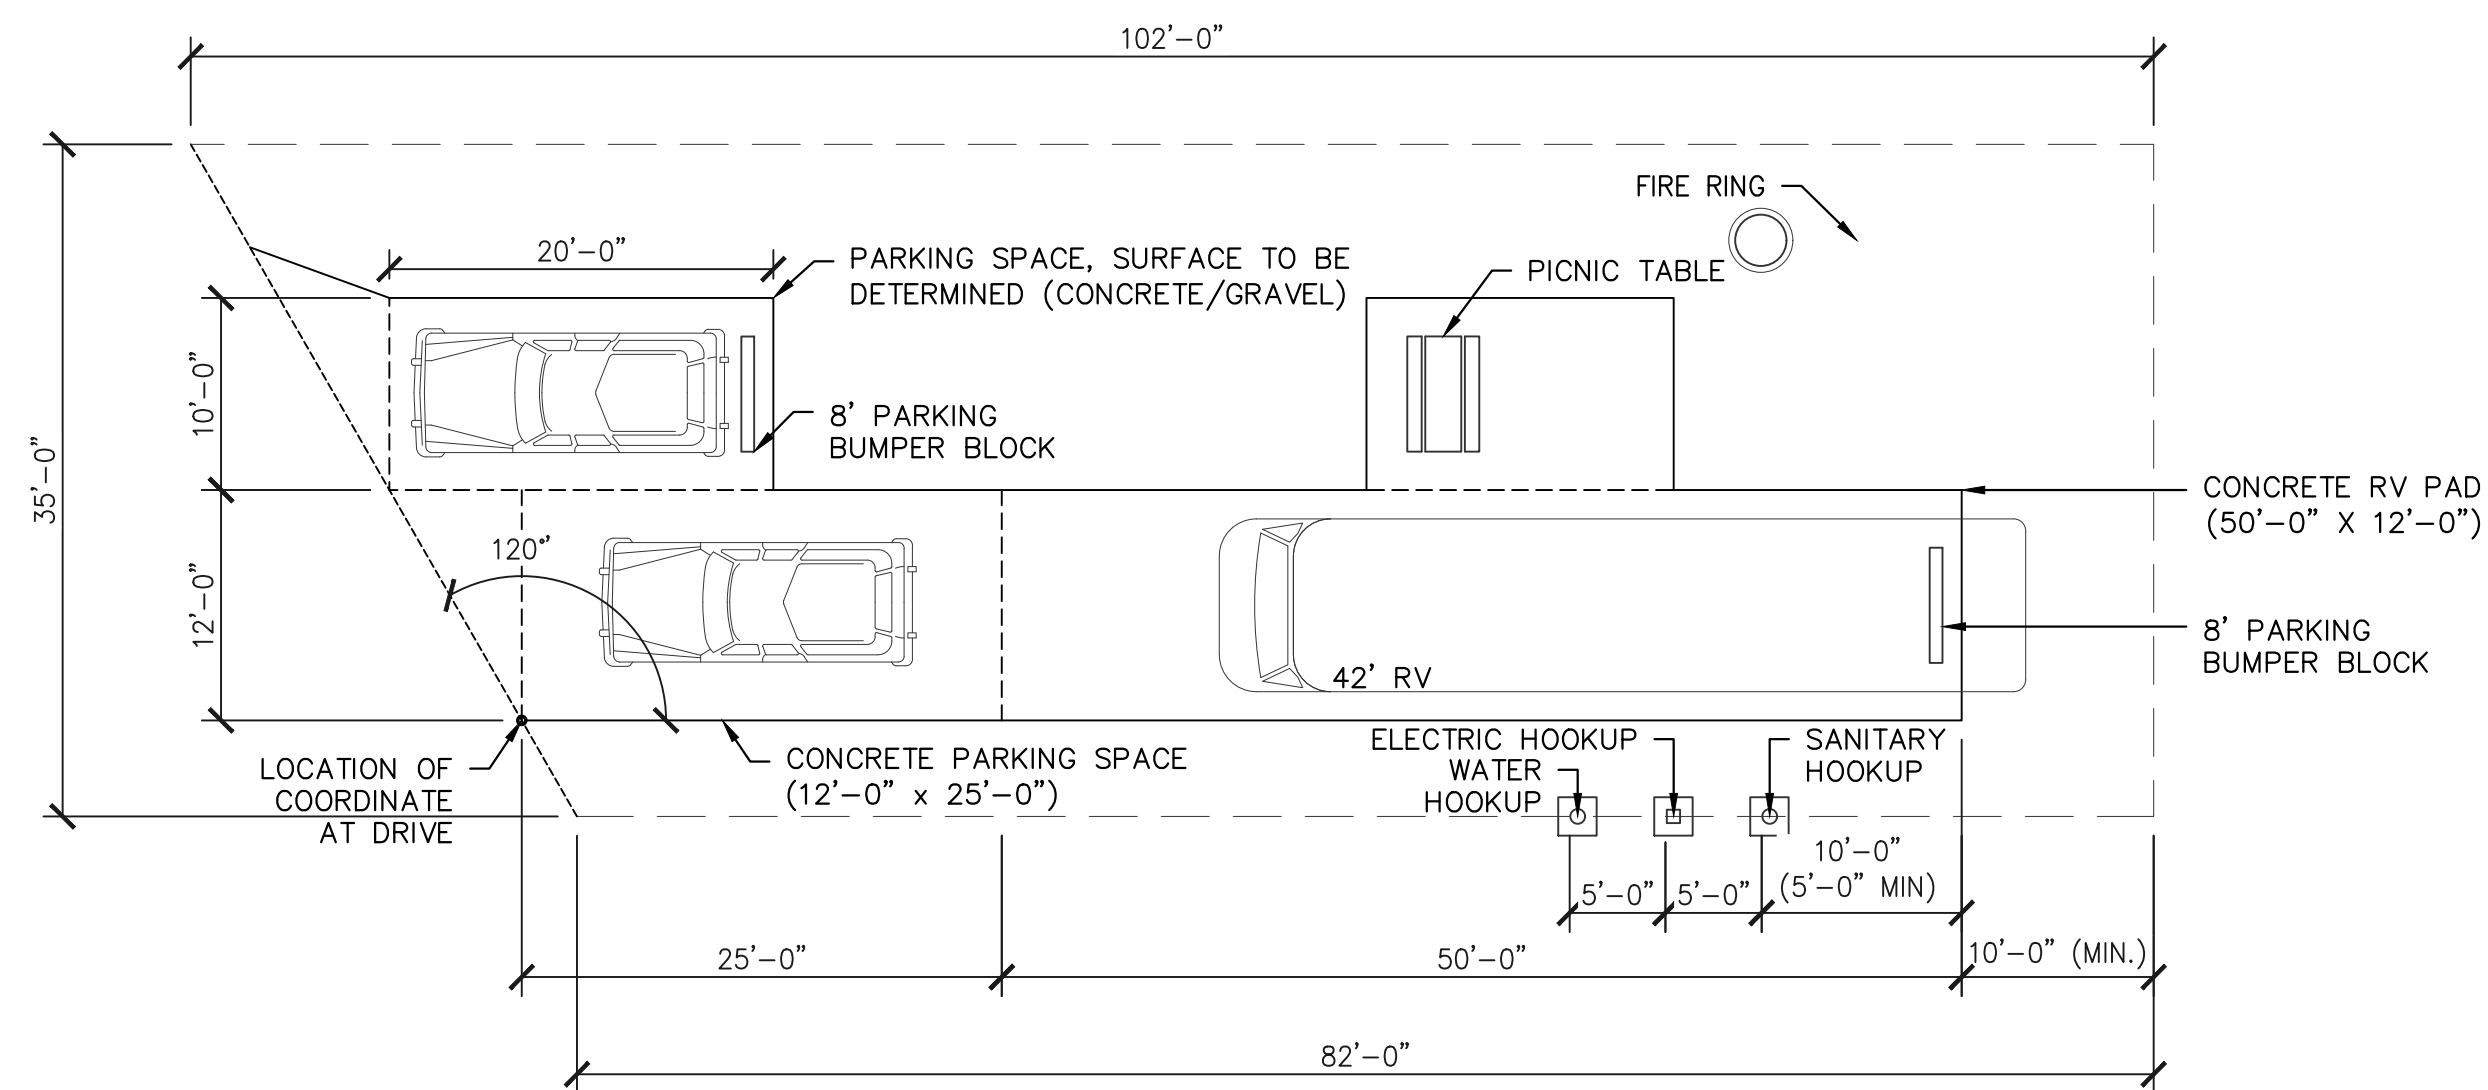 102'-0"
FIRE RING
20'-0"
PARKING SPACE, SURFACE TO BE
DETERMINED (CONCRETE/GRAVEL)
PICNIC TABLE
10'-0"
8' PARKING
BUMPER BLOCK
35'-0"
CONCRETE RV PAD
(50'-0" X 12'-0")
120°
12'-0"
8' PARKING
BUMPER BLOCK
42' RV
LOCATION OF
COORDINATE
AT DRIVE
CONCRETE PARKING SPACE
(12'-0" x 25'-0")
ELECTRIC HOOKUP
WATER
HOOKUP
SANITARY
HOOKUP
5'-0"
5'-0"
10'-0"
(5'-0" MIN)
25'-0"
50'-0"
10'-0" (MIN.)
82'-0"